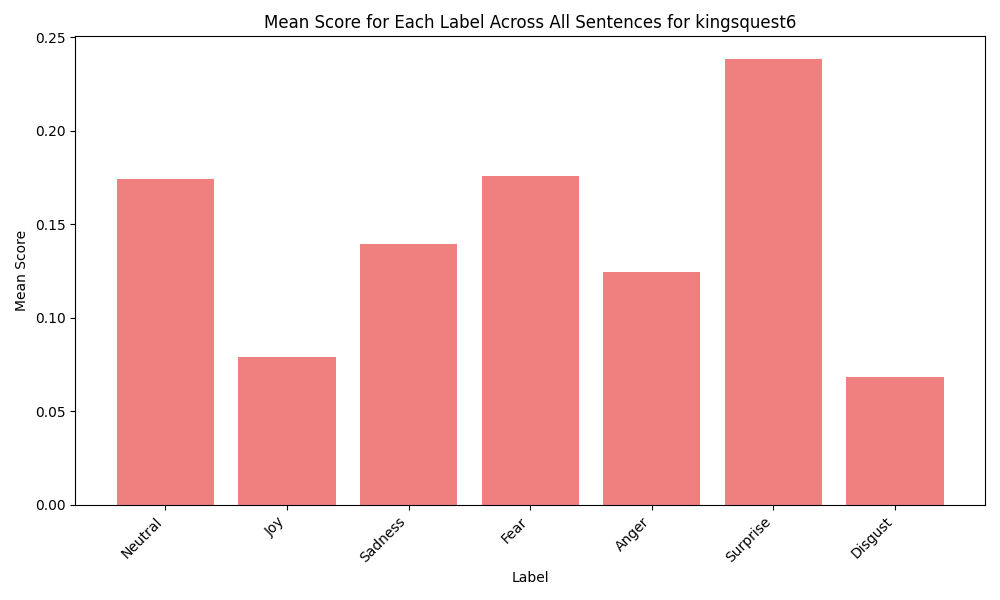 Mean Score for Each Label Across All Sentences for kingsquest6
Mean Score
0.25
0.20
0.15
0.10
0.05
0.00
Neutral
Joy
Sadness
Fear
Anger
Surprise
Disgust
Label